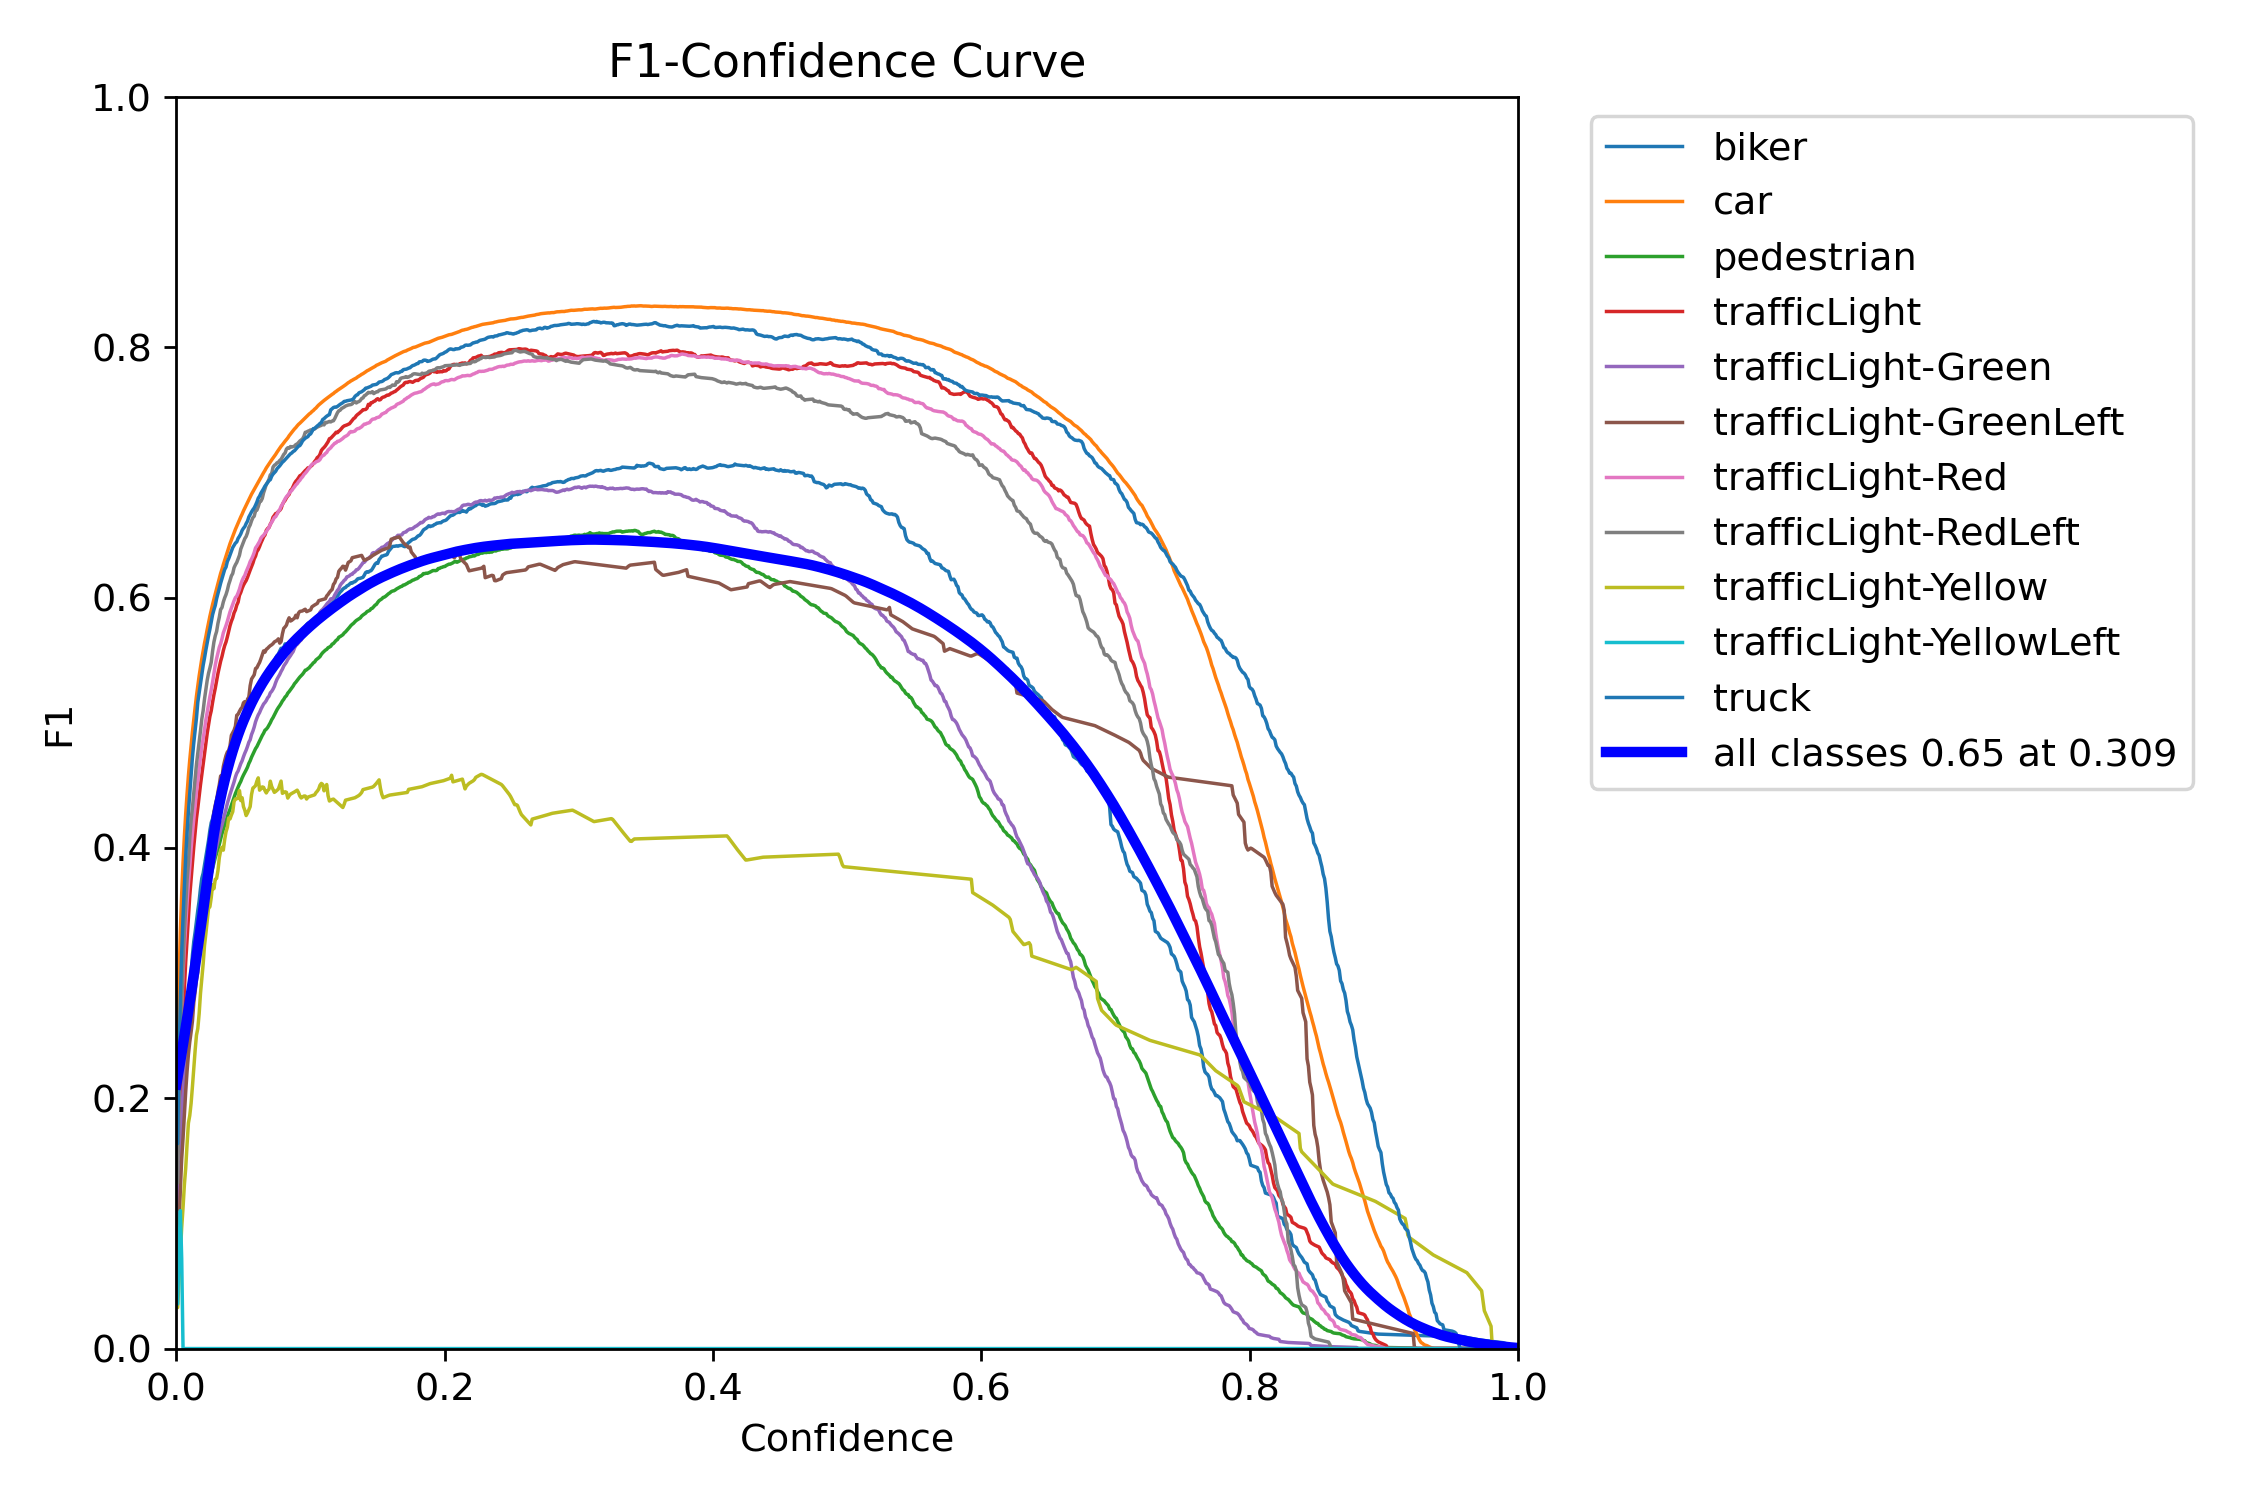 F1-Confidence Curve
1.0
0.8
0.6
0.4
0.2
0.0
F1
0.0 0.2 0.4 0.6 0.8 1.0
Confidence
biker
car
pedestrian
trafficLight
trafficLight-Green
trafficLight-GreenLeft
trafficLight-Red
trafficLight-RedLeft
trafficLight-Yellow
trafficLight-YellowLeft
truck
all classes 0.65 at 0.309